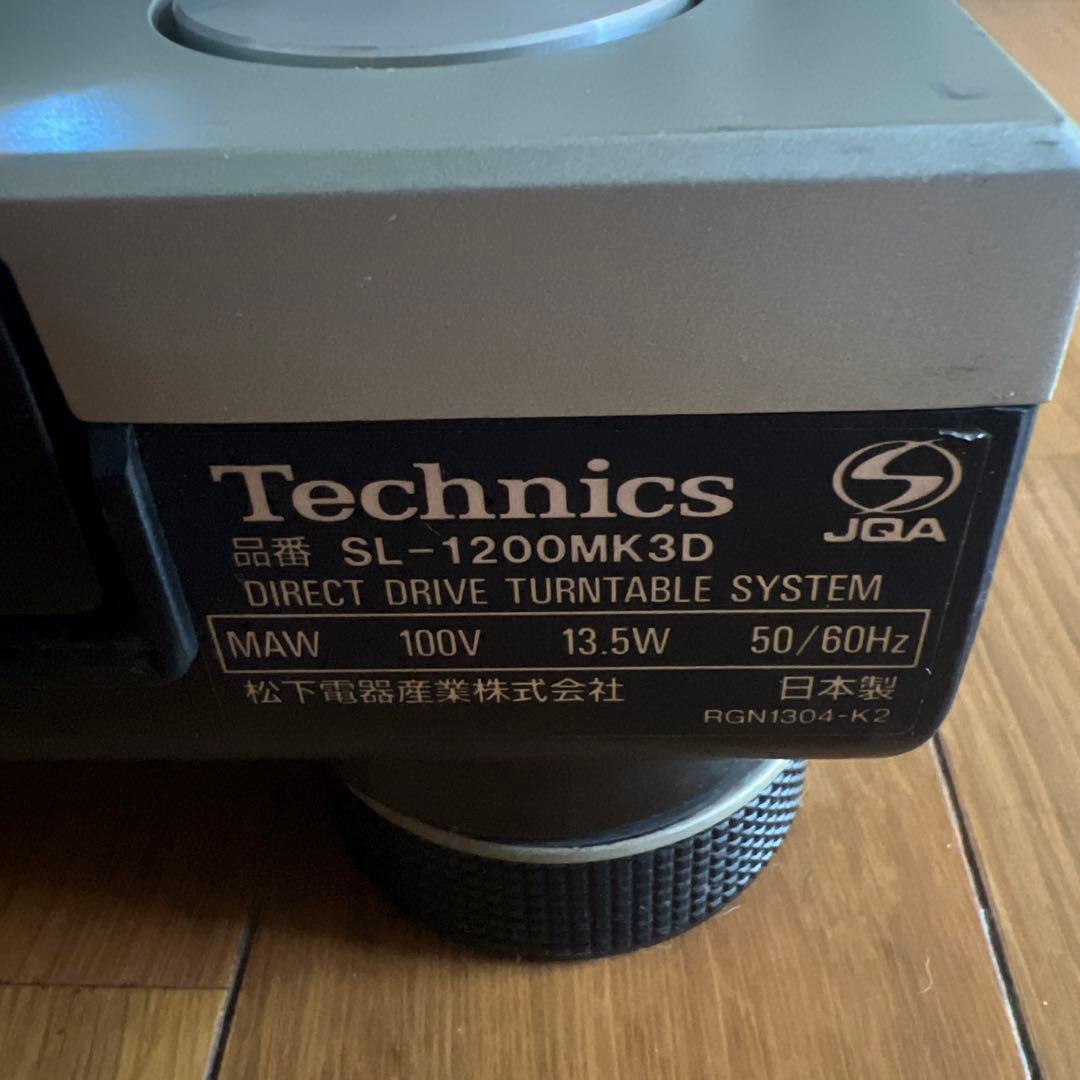 Technics
JQA
品番 SL-1200MK3D
DIRECT DRIVE TURNTABLE SYSTEM
MAW 100V 13.5W 50/60Hz
松下電器産業株式会社 日本製
RGN1304-K2